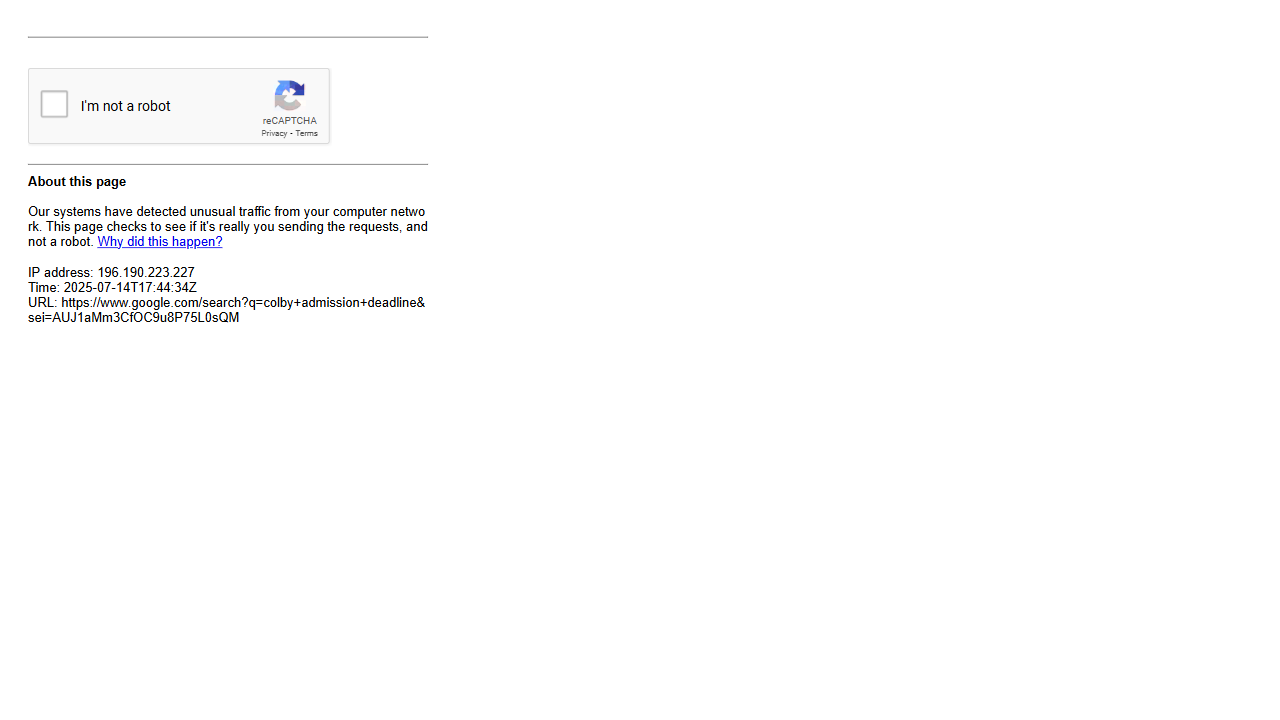 I'm not a robot
reCAPTCHA
Privacy - Terms
About this page
Our systems have detected unusual traffic from your computer netwo
rk. This page checks to see if it's really you sending the requests, and
not a robot. Why did this happen?
IP address: 196.190.223.227
Time: 2025-07-14T17:44:34Z
URL: https://www.google.com/search?q=colby+admission+deadline&
sei=AUJ1aMm3CfOC9u8P75L0sQM